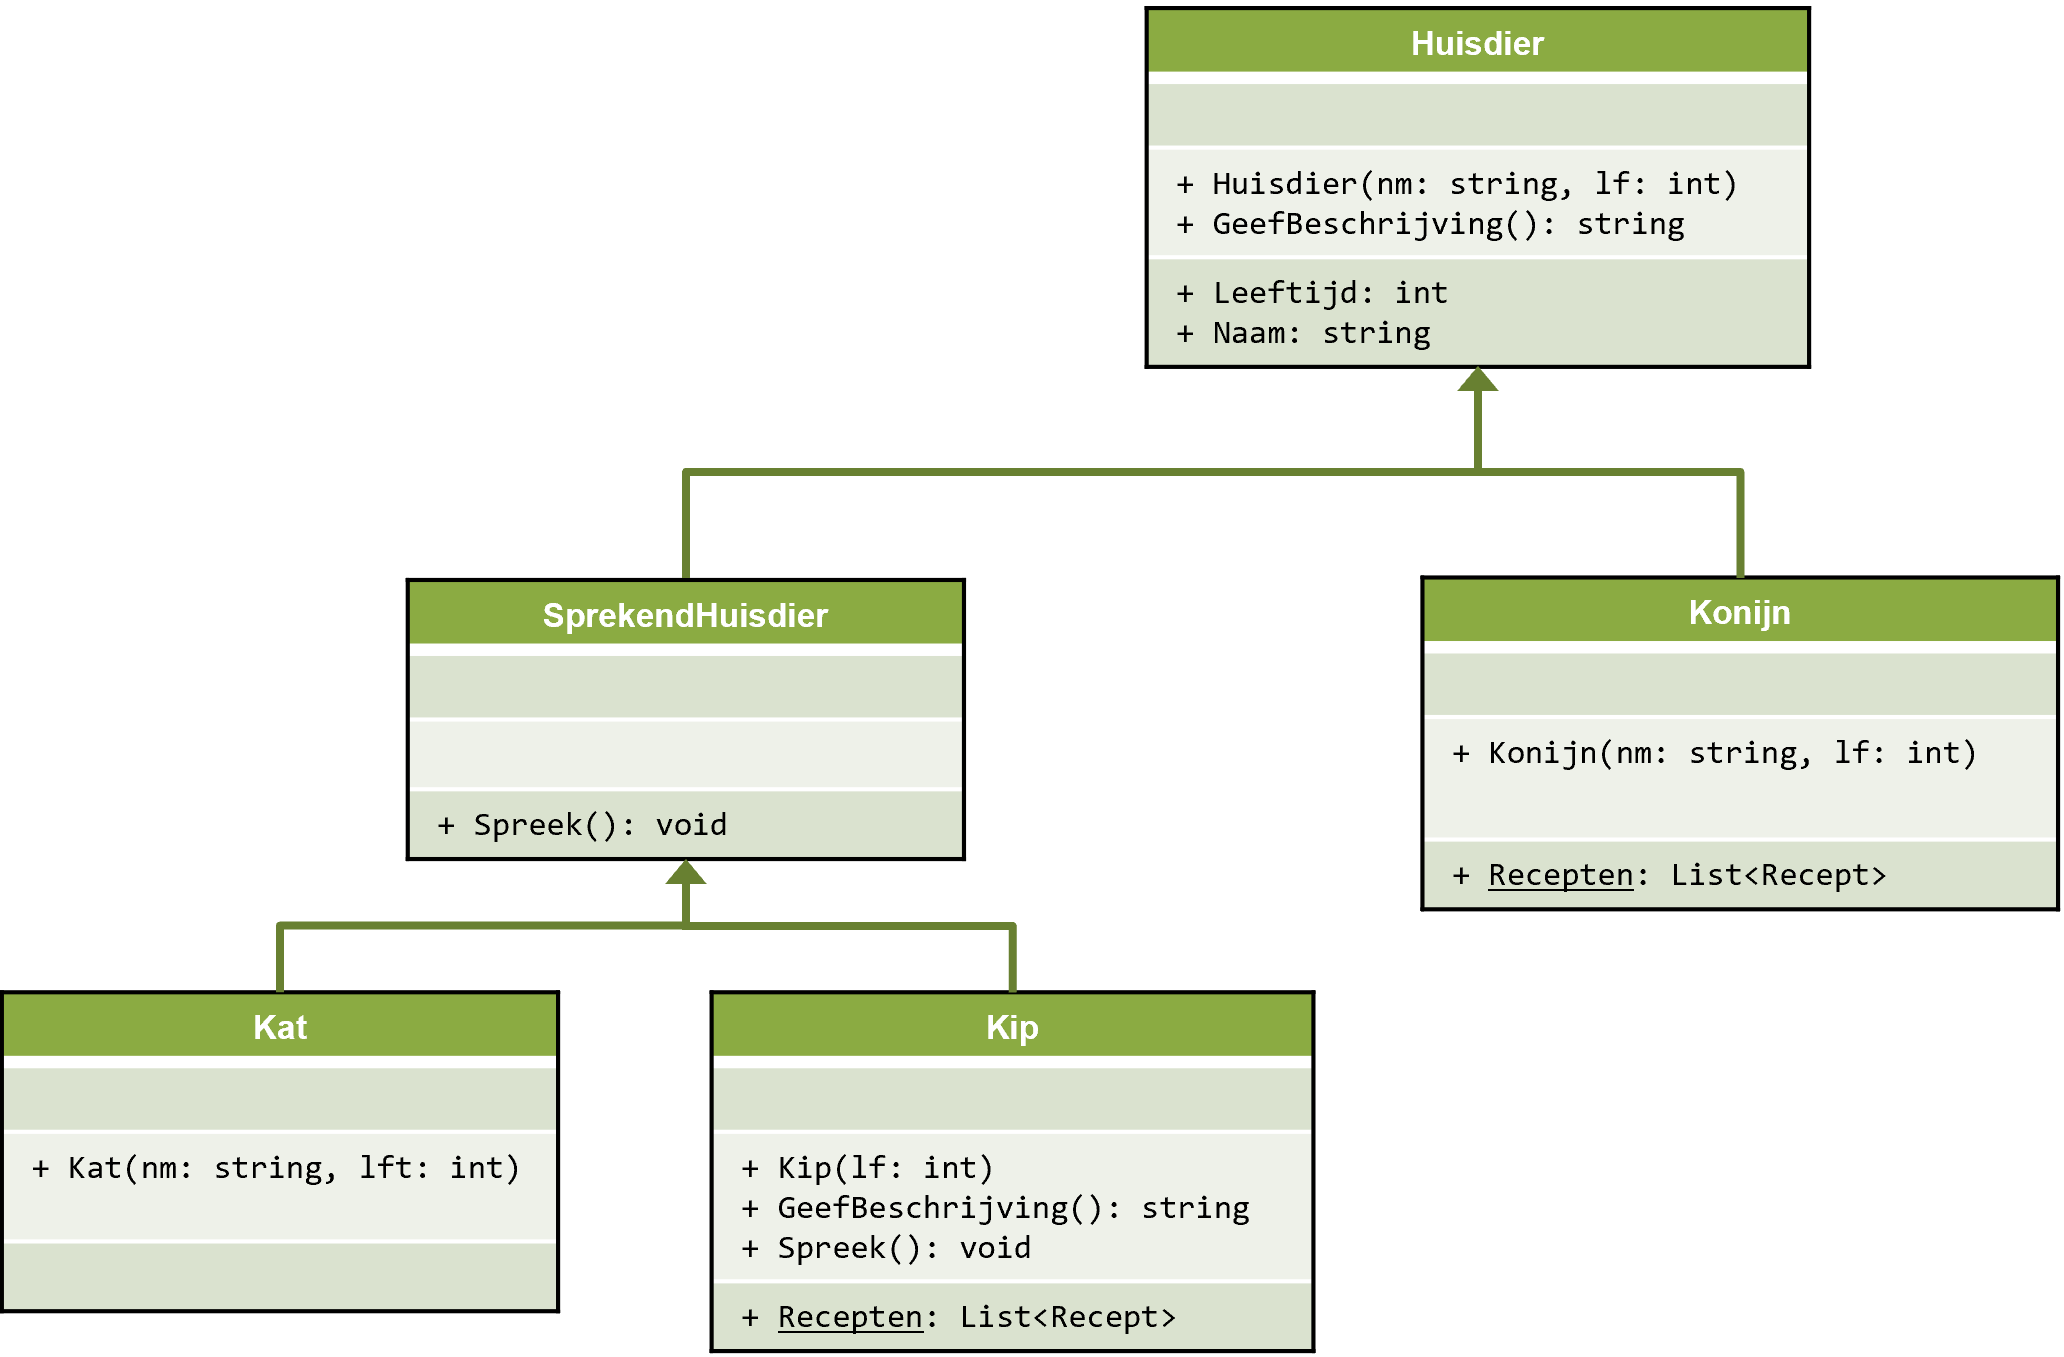 Huisdier
+ Huisdier(nm: string, lf: int)
+ GeefBeschrijving(): string
+ Leeftijd: int
+ Naam: string
SprekendHuisdier
+ Spreek(): void
Konijn
+ Konijn(nm: string, lf: int)
+ Recepten: List<Recept>
Kat
+ Kat(nm: string, lft: int)
Kip
+ Kip(lf: int)
+ GeefBeschrijving(): string
+ Spreek(): void
+ Recepten: List<Recept>